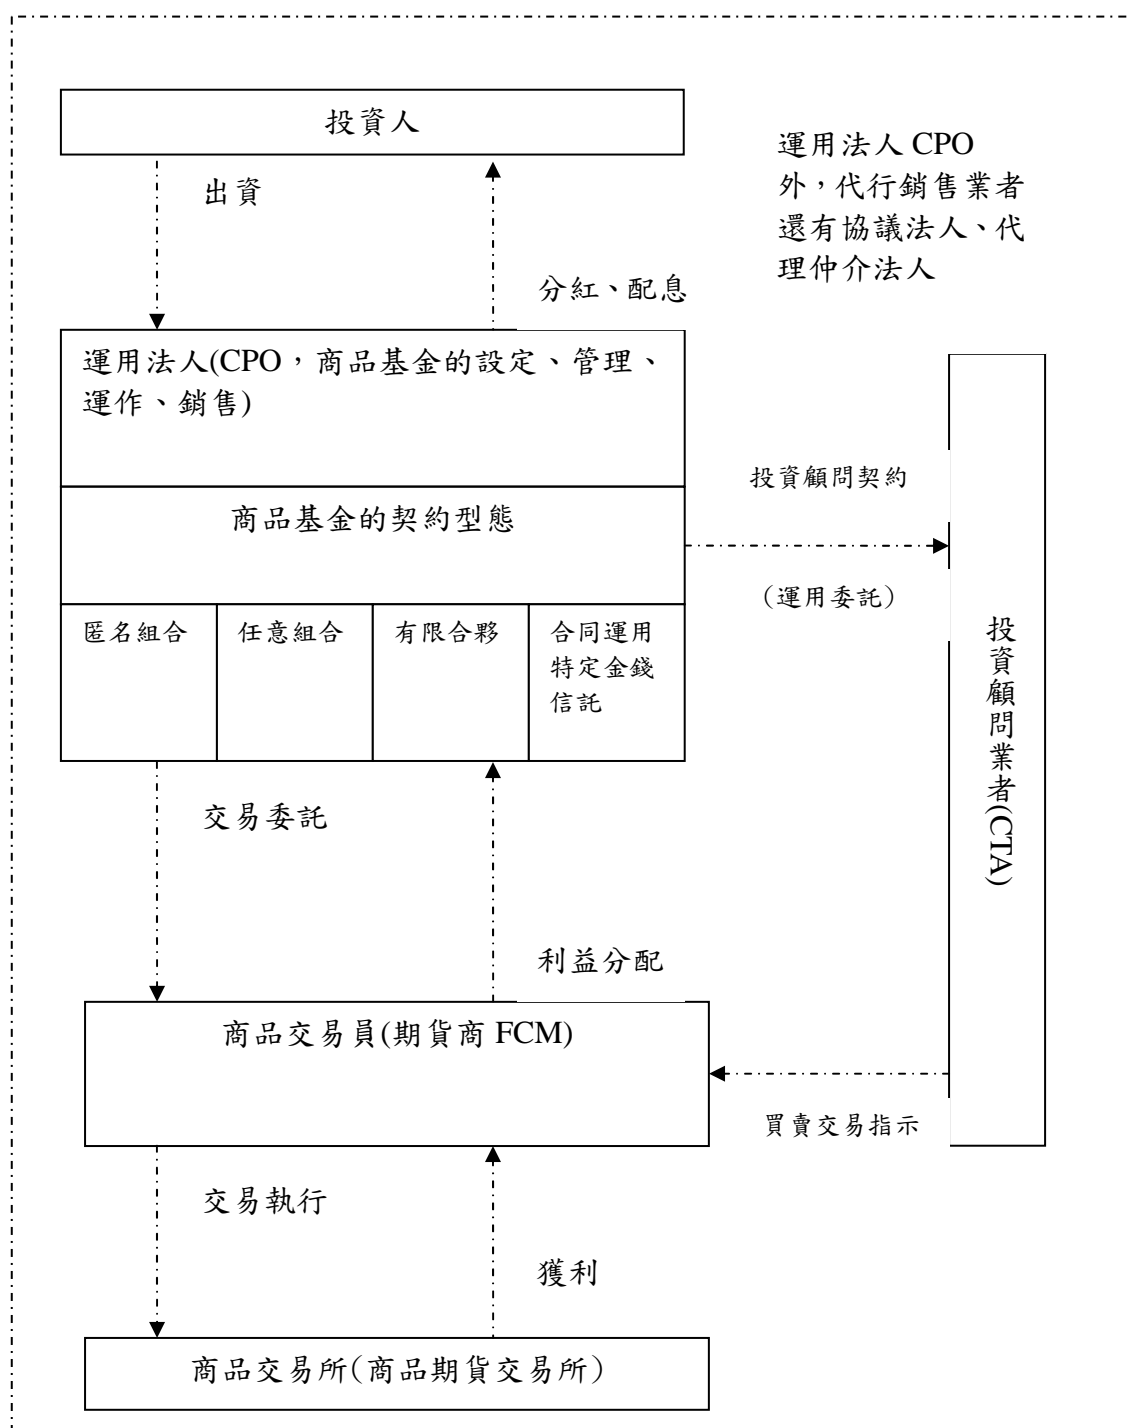 投資人
運用法人 CPO
外，代行銷售業者
還有協議法人、代
理仲介法人
出資
分紅、配息
運用法人(CPO，商品基金的設定、管理、
運作、銷售)
投資顧問契約
商品基金的契約型態
（運用委託）
匿名組合
任意組合
有限合夥
合同運用
特定金錢
信託
投資顧問業者(CTA)
交易委託
利益分配
商品交易員(期貨商 FCM)
買賣交易指示
交易執行
獲利
商品交易所（商品期貨交易所）